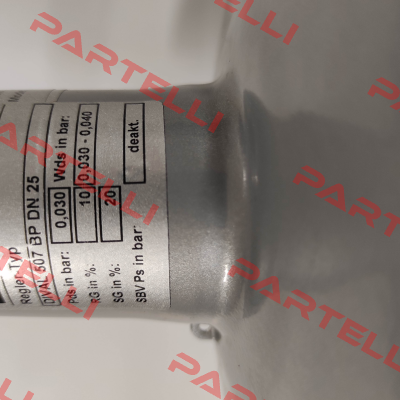 Regler TYP
DIVAL 507 BP DN 25
Pds in bar: 0,030 Wds in bar:
RG in %: 10 0,030 - 0,040
SG in %: 20
SBV Ps in bar: deakt.
PARTELLI
PARTELLI
PARTELLI
PARTELLI
PARTELLI